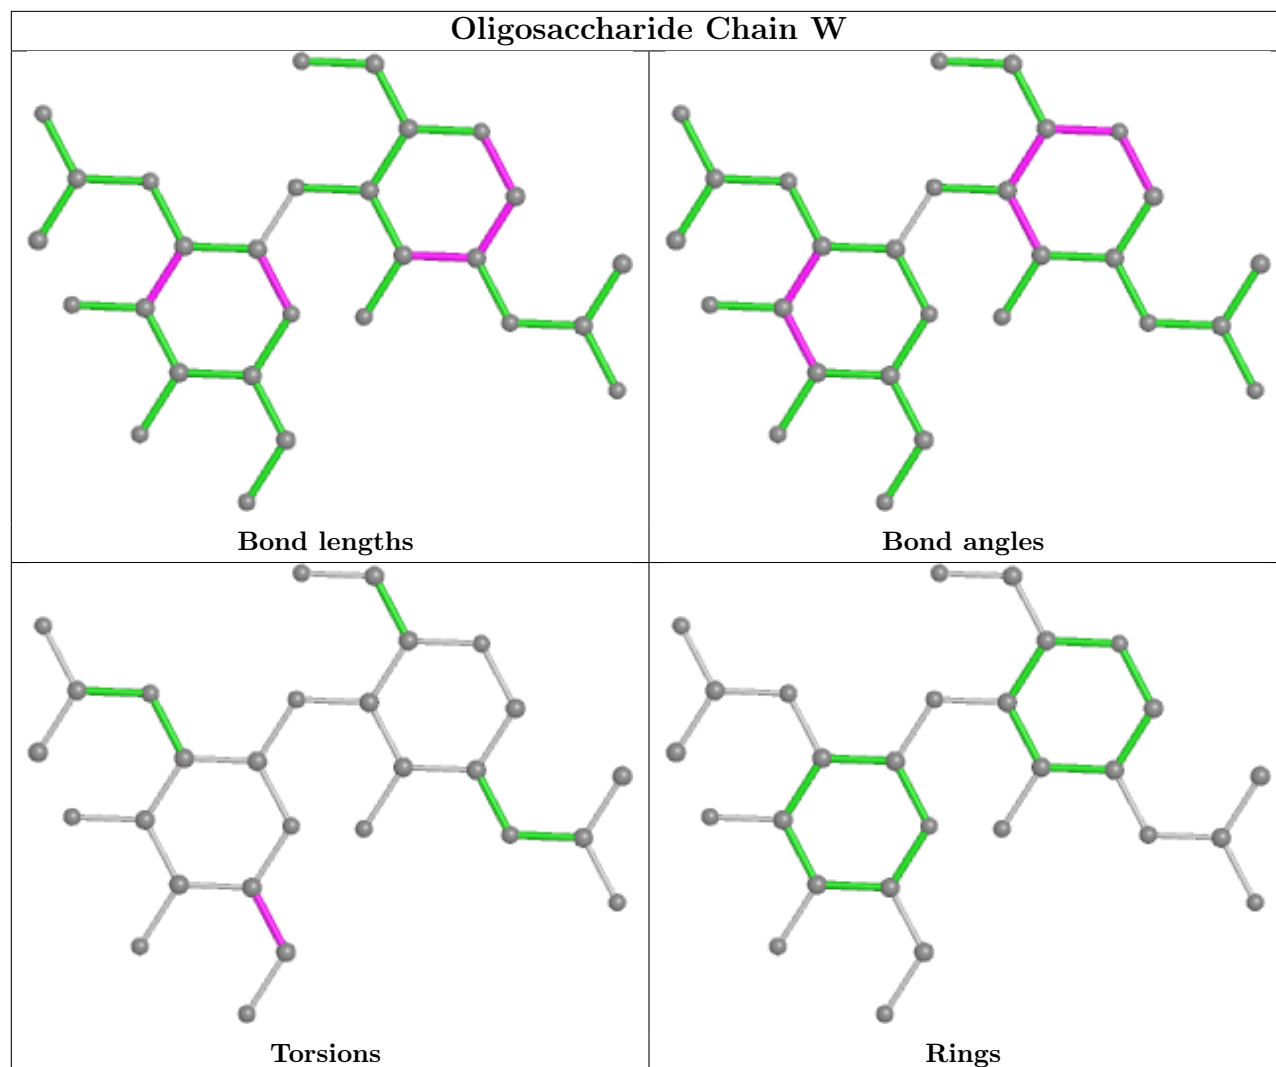 Oligosaccharide Chain W
Bond lengths
Bond angles
Torsions
Rings